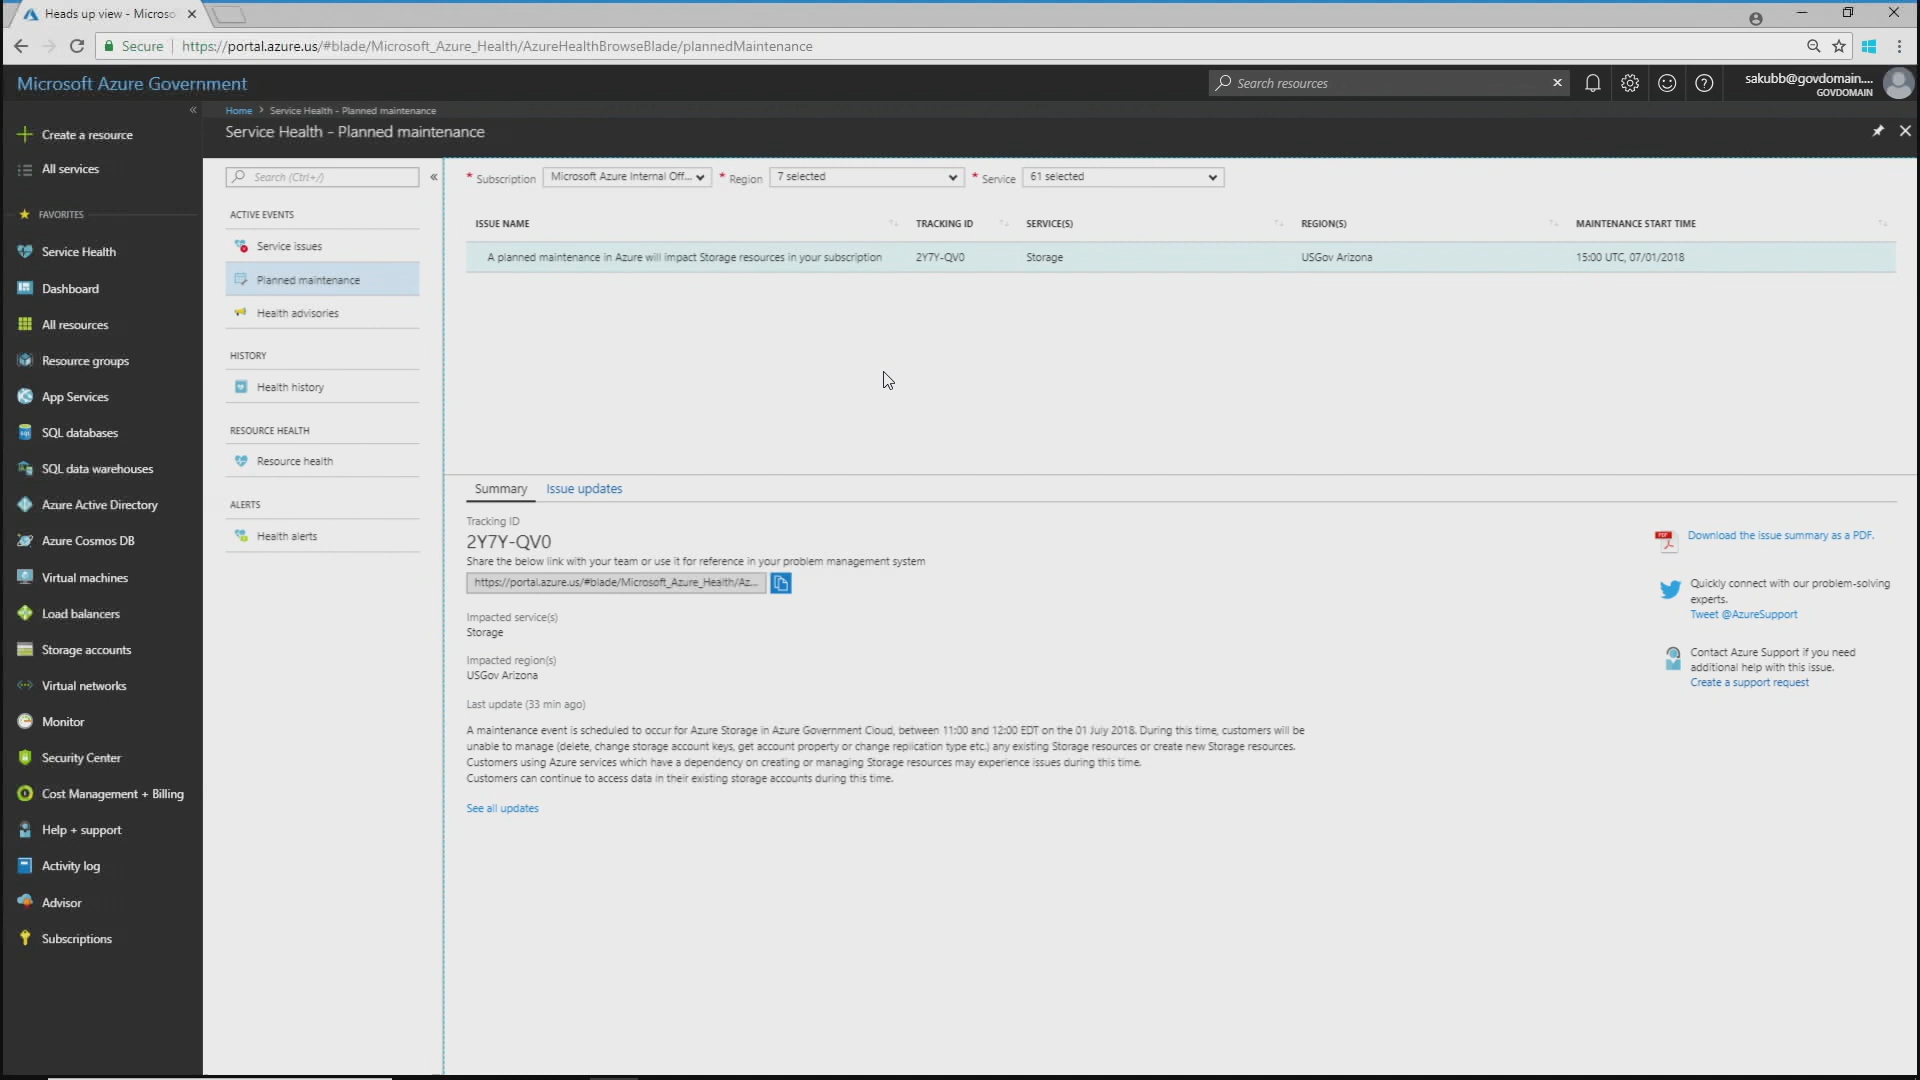 Heads up view - Microso
Secure
https://portal.azure.us/#blade/Microsoft_Azure_Health/AzureHealthBrowseBlade/plannedMaintenance
Microsoft Azure Government
Search resources
sakubb@govdomain....
GOVDOMAIN
Home > Service Health - Planned maintenance
Service Health - Planned maintenance
Create a resource
All services
FAVORITES
Service Health
Dashboard
All resources
Resource groups
App Services
SQL databases
SQL data warehouses
Azure Active Directory
Azure Cosmos DB
Virtual machines
Load balancers
Storage accounts
Virtual networks
Monitor
Security Center
Cost Management + Billing
Help + support
Activity log
Advisor
Subscriptions
Search (Ctrl+/)
ACTIVE EVENTS
Service issues
Planned maintenance
Health advisories
HISTORY
Health history
RESOURCE HEALTH
Resource health
ALERTS
Health alerts
* Subscription Microsoft Azure Internal Off... * Region 7 selected * Service 61 selected
ISSUE NAME TRACKING ID SERVICE(S) REGION(S) MAINTENANCE START TIME
A planned maintenance in Azure will impact Storage resources in your subscription 2Y7Y-QV0 Storage USGov Arizona 15:00 UTC, 07/01/2018
Summary Issue updates
Tracking ID
2Y7Y-QV0
Share the below link with your team or use it for reference in your problem management system
https://portal.azure.us/#blade/Microsoft_Azure_Health/Az...
Impacted service(s)
Storage
Impacted region(s)
USGov Arizona
Last update (33 min ago)
A maintenance event is scheduled to occur for Azure Storage in Azure Government Cloud, between 11:00 and 12:00 EDT on the 01 July 2018. During this time, customers will be
unable to manage (delete, change storage account keys, get account property or change replication type etc.) any existing Storage resources or create new Storage resources.
Customers using Azure services which have a dependency on creating or managing Storage resources may experience issues during this time.
Customers can continue to access data in their existing storage accounts during this time.
See all updates
PDF
Download the issue summary as a PDF.
Quickly connect with our problem-solving
experts.
Tweet @AzureSupport
Contact Azure Support if you need
additional help with this issue.
Create a support request